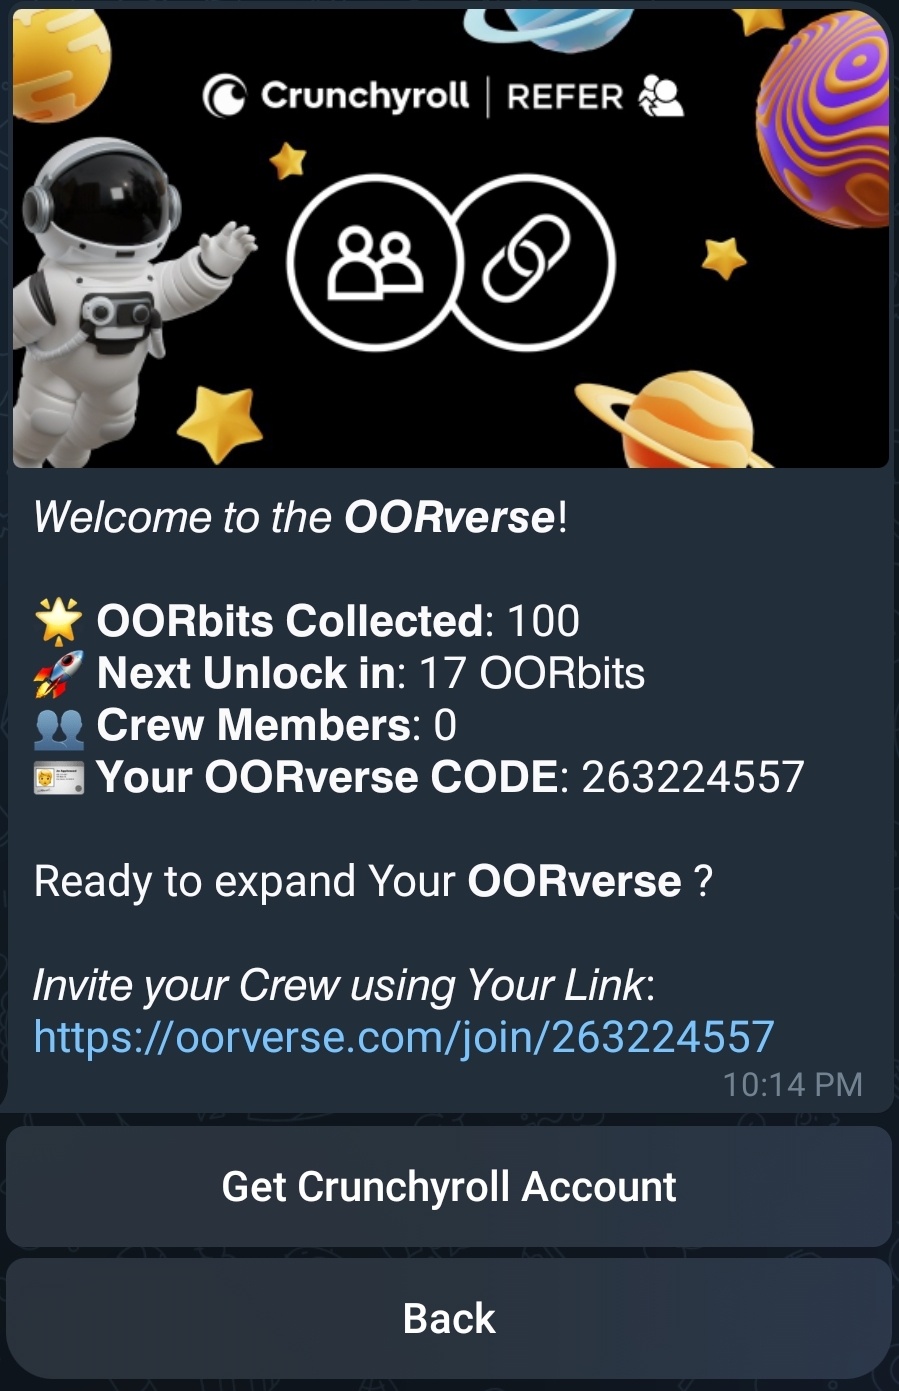 Crunchyroll | REFER
Welcome to the OORverse!
🌟 OORbits Collected: 100
🚀 Next Unlock in: 17 OORbits
👥 Crew Members: 0
🪪 Your OORverse CODE: 263224557
Ready to expand Your OORverse ?
Invite your Crew using Your Link:
https://oorverse.com/join/263224557
10:14 PM
Get Crunchyroll Account
Back